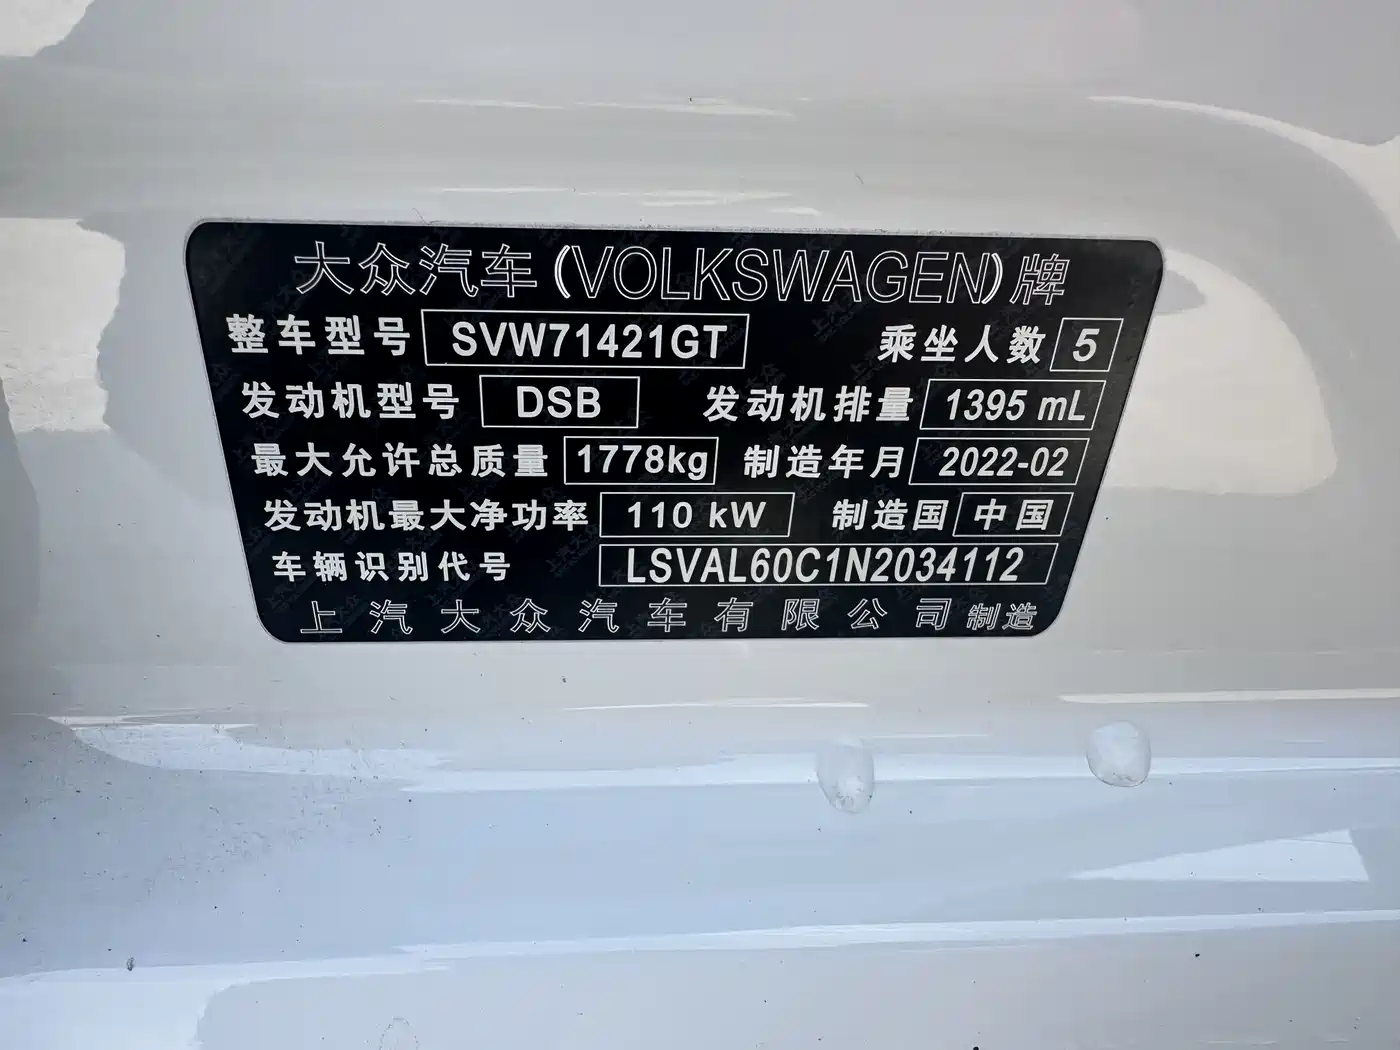 大众汽车(VOLKSWAGEN)牌
整车型号 SVW71421GT 乘坐人数 5
发动机型号 DSB 发动机排量 1395 mL
最大允许总质量 1778kg 制造年月 2022-02
发动机最大净功率 110 kW 制造国 中国
车辆识别代号 LSVAL60C1N2034112
上汽大众汽车有限公司制造